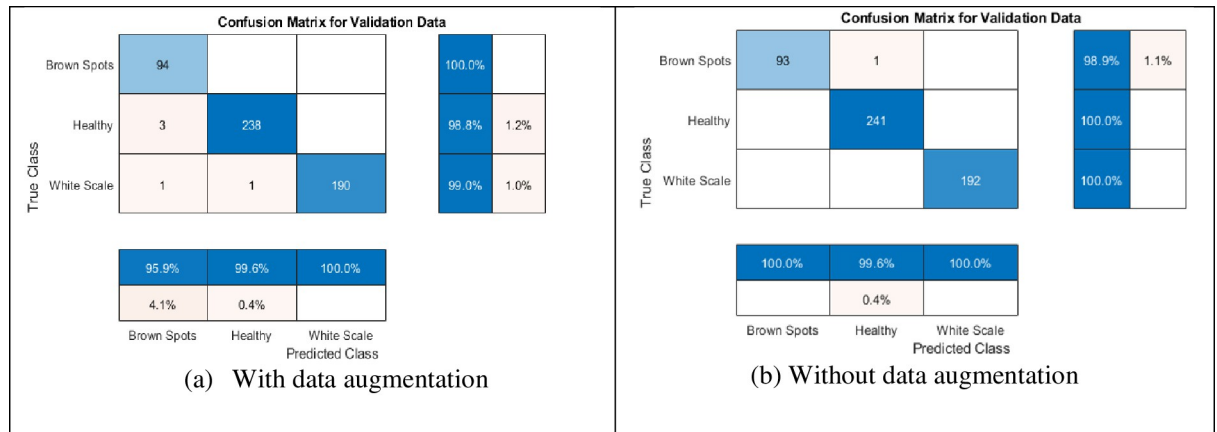 Confusion Matrix for Validation Data
Brown Spots 94 100.0%
Healthy 3 238 98.8% 1.2%
White Scale 1 1 190 99.0% 1.0%
True Class
95.9% 99.6% 100.0%
4.1% 0.4%
Brown Spots Healthy White Scale
Predicted Class
(a) With data augmentation
Confusion Matrix for Validation Data
Brown Spots 93 1 98.9% 1.1%
Healthy 241 100.0%
White Scale 192 100.0%
True Class
100.0% 99.6% 100.0%
0.4%
Brown Spots Healthy White Scale
Predicted Class
(b) Without data augmentation